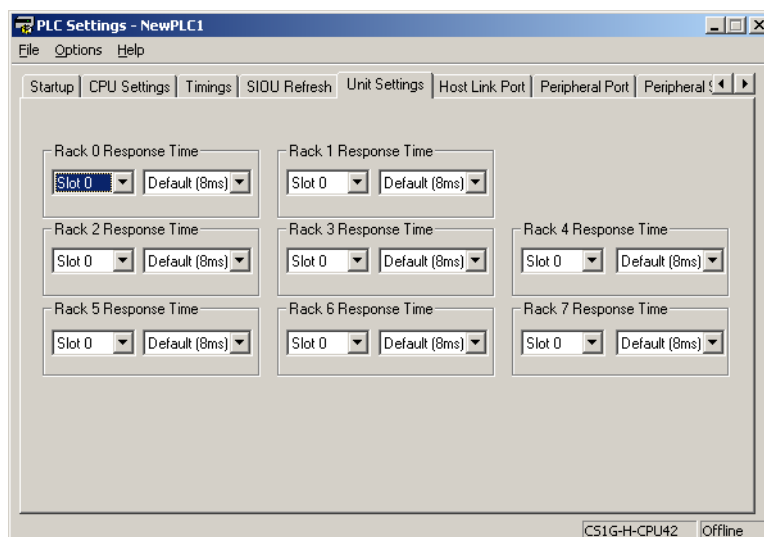 PLC Settings - NewPLC1
File Options Help
Startup CPU Settings Timings SIOU Refresh Unit Settings Host Link Port Peripheral Port Peripheral
Rack 0 Response Time Rack 1 Response Time
Slot 0 Default (8ms) Slot 0 Default (8ms)
Rack 2 Response Time Rack 3 Response Time Rack 4 Response Time
Slot 0 Default (8ms) Slot 0 Default (8ms) Slot 0 Default (8ms)
Rack 5 Response Time Rack 6 Response Time Rack 7 Response Time
Slot 0 Default (8ms) Slot 0 Default (8ms) Slot 0 Default (8ms)
CS1G-H-CPU42 Offline